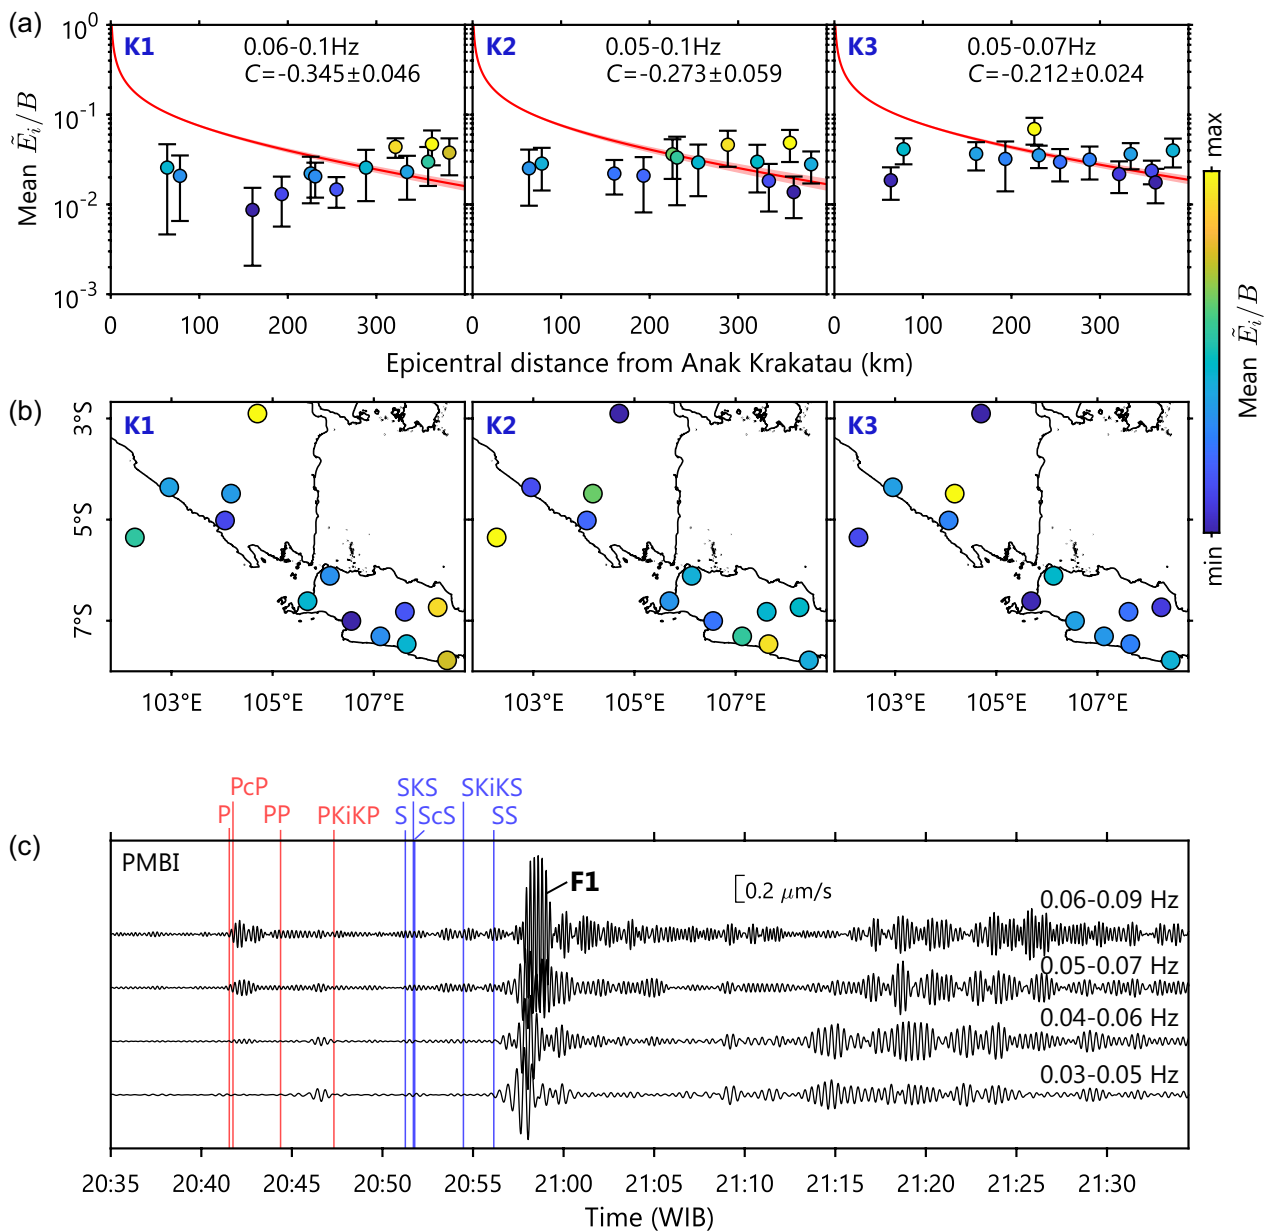 (a)
10⁰
10⁻¹
10⁻²
10⁻³
Mean Ẽᵢ/B
K1
0.06-0.1Hz
C=-0.345±0.046
K2
0.05-0.1Hz
C=-0.273±0.059
K3
0.05-0.07Hz
C=-0.212±0.024
0 100 200 300 0 100 200 300 0 100 200 300
Epicentral distance from Anak Krakatau (km)
max
Mean Ẽᵢ/B
min
(b)
K1 K2 K3
3°S
5°S
7°S
103°E 105°E 107°E 103°E 105°E 107°E 103°E 105°E 107°E
PcP SKS SKiKS
P PP PKiKP S ScS SS
(c)
PMBI
F1
0.2 μm/s
0.06-0.09 Hz
0.05-0.07 Hz
0.04-0.06 Hz
0.03-0.05 Hz
20:35 20:40 20:45 20:50 20:55 21:00 21:05 21:10 21:15 21:20 21:25 21:30
Time (WIB)